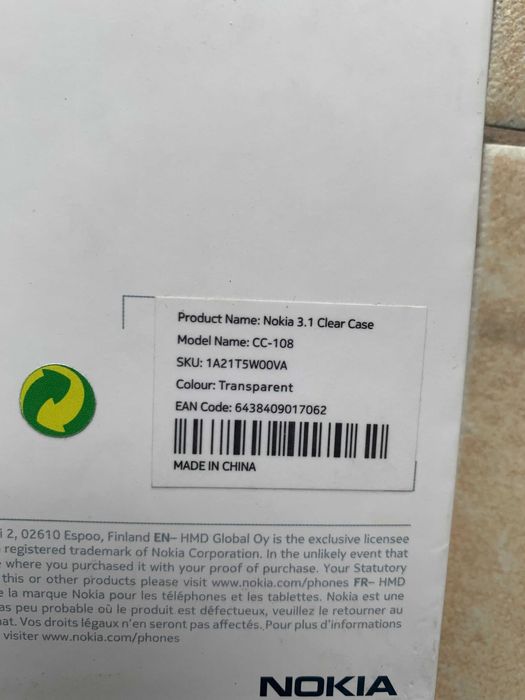 Product Name: Nokia 3.1 Clear Case
Model Name: CC-108
SKU: 1A21T5W00VA
Colour: Transparent
EAN Code: 6438409017062
MADE IN CHINA
i 2, 02610 Espoo, Finland EN– HMD Global Oy is the exclusive licensee
registered trademark of Nokia Corporation. In the unlikely event that
where you purchased it with your proof of purchase. Your Statutory
this or other products please visit www.nokia.com/phones FR– HMD
la marque Nokia pour les téléphones et les tablettes. Nokia est une
as peu probable où le produit est défectueux, veuillez le retourner au
at. Vos droits légaux n'en seront pas affectés. Pour plus d'informations
visiter www.nokia.com/phones
NOKIA